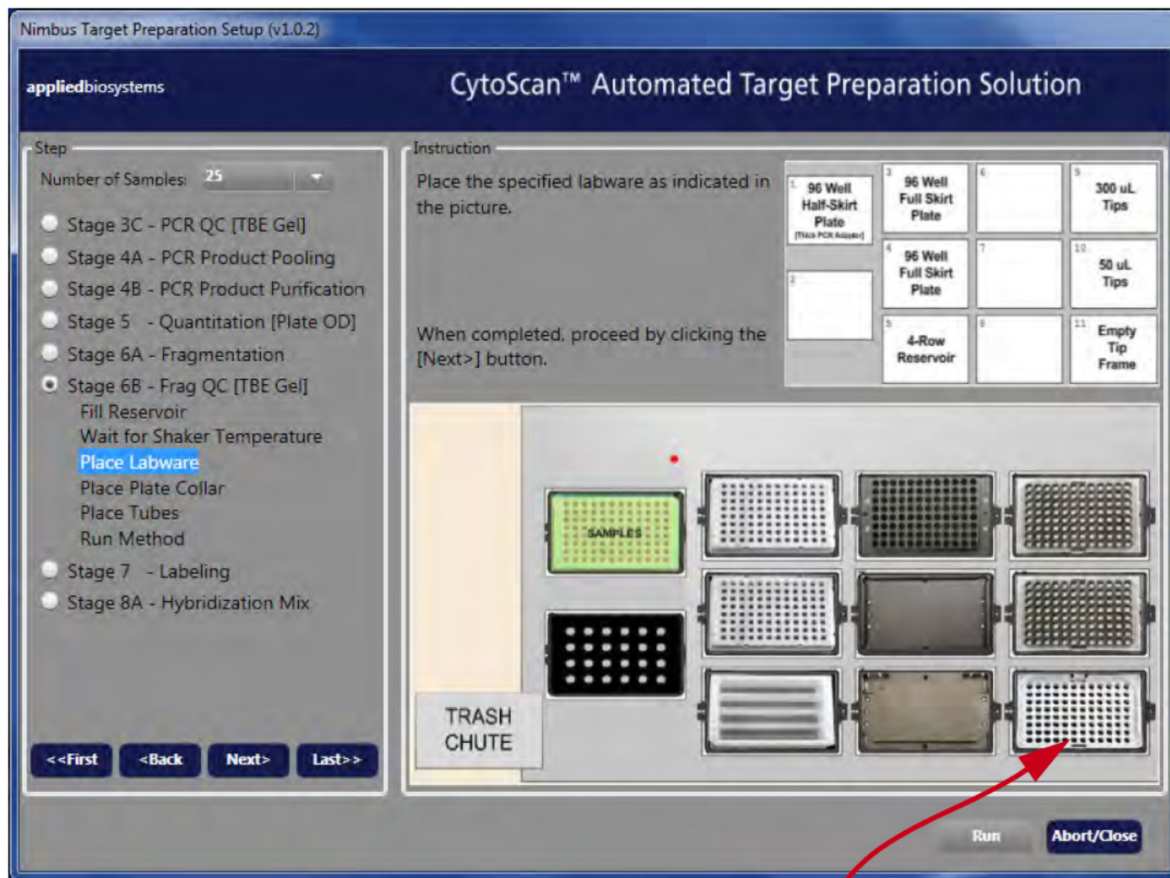 Nimbus Target Preparation Setup (v1.0.2)
appliedbiosystems
CytoScan™ Automated Target Preparation Solution
Step
Number of Samples: 25
Stage 3C - PCR QC [TBE Gel]
Stage 4A - PCR Product Pooling
Stage 4B - PCR Product Purification
Stage 5 - Quantitation [Plate OD]
Stage 6A - Fragmentation
Stage 6B - Frag QC [TBE Gel]
Fill Reservoir
Wait for Shaker Temperature
Place Labware
Place Plate Collar
Place Tubes
Run Method
Stage 7 - Labeling
Stage 8A - Hybridization Mix
<<First
<Back
Next>
Last>>
Instruction
Place the specified labware as indicated in
the picture.
When completed, proceed by clicking the
[Next>] button.
1
96 Well
Half-Skirt
Plate
[Thick PCR Adapter]
2
3
96 Well
Full Skirt
Plate
4
96 Well
Full Skirt
Plate
5
4-Row
Reservoir
6
7
8
9
300 uL
Tips
10
50 uL
Tips
11
Empty
Tip
Frame
SAMPLES
TRASH
CHUTE
Run
Abort/Close